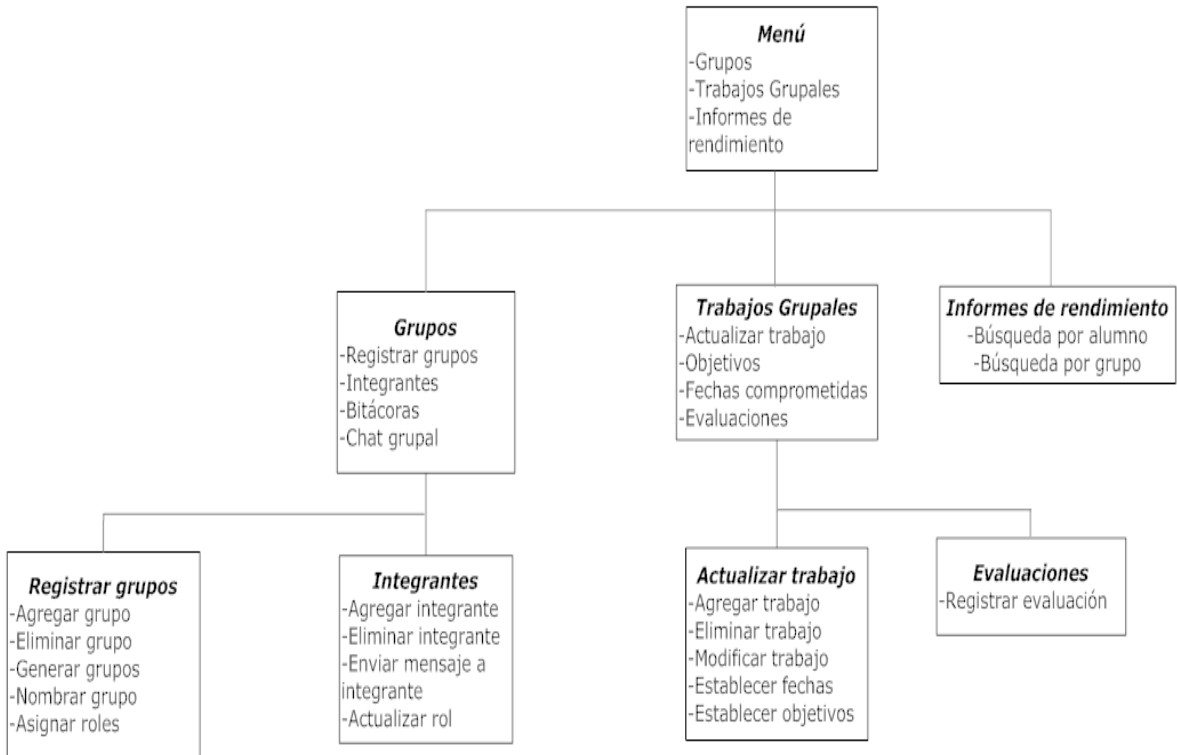 Menú
-Grupos
-Trabajos Grupales
-Informes de
rendimiento
Grupos
-Registrar grupos
-Integrantes
-Bitácoras
-Chat grupal
Trabajos Grupales
-Actualizar trabajo
-Objetivos
-Fechas comprometidas
-Evaluaciones
Informes de rendimiento
-Búsqueda por alumno
-Búsqueda por grupo
Registrar grupos
-Agregar grupo
-Eliminar grupo
-Generar grupos
-Nombrar grupo
-Asignar roles
Integrantes
-Agregar integrante
-Eliminar integrante
-Enviar mensaje a
integrante
-Actualizar rol
Actualizar trabajo
-Agregar trabajo
-Eliminar trabajo
-Modificar trabajo
-Establecer fechas
-Establecer objetivos
Evaluaciones
-Registrar evaluación